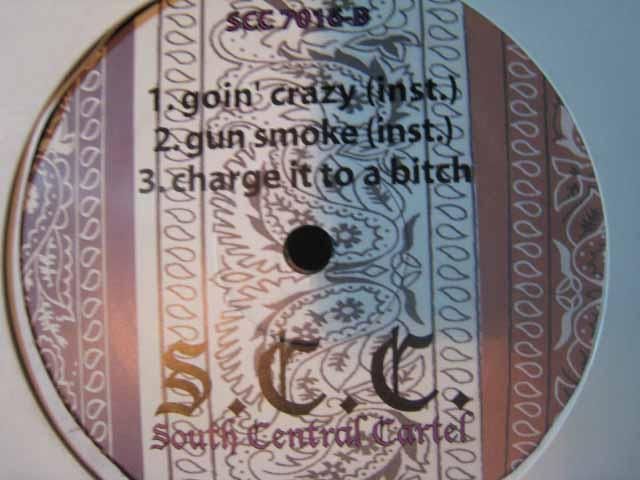 SCC 7016-B
1. goin' crazy (inst.)
2. gun smoke (inst.)
3. charge it to a bitch
S.C.C.
South Central Cartel